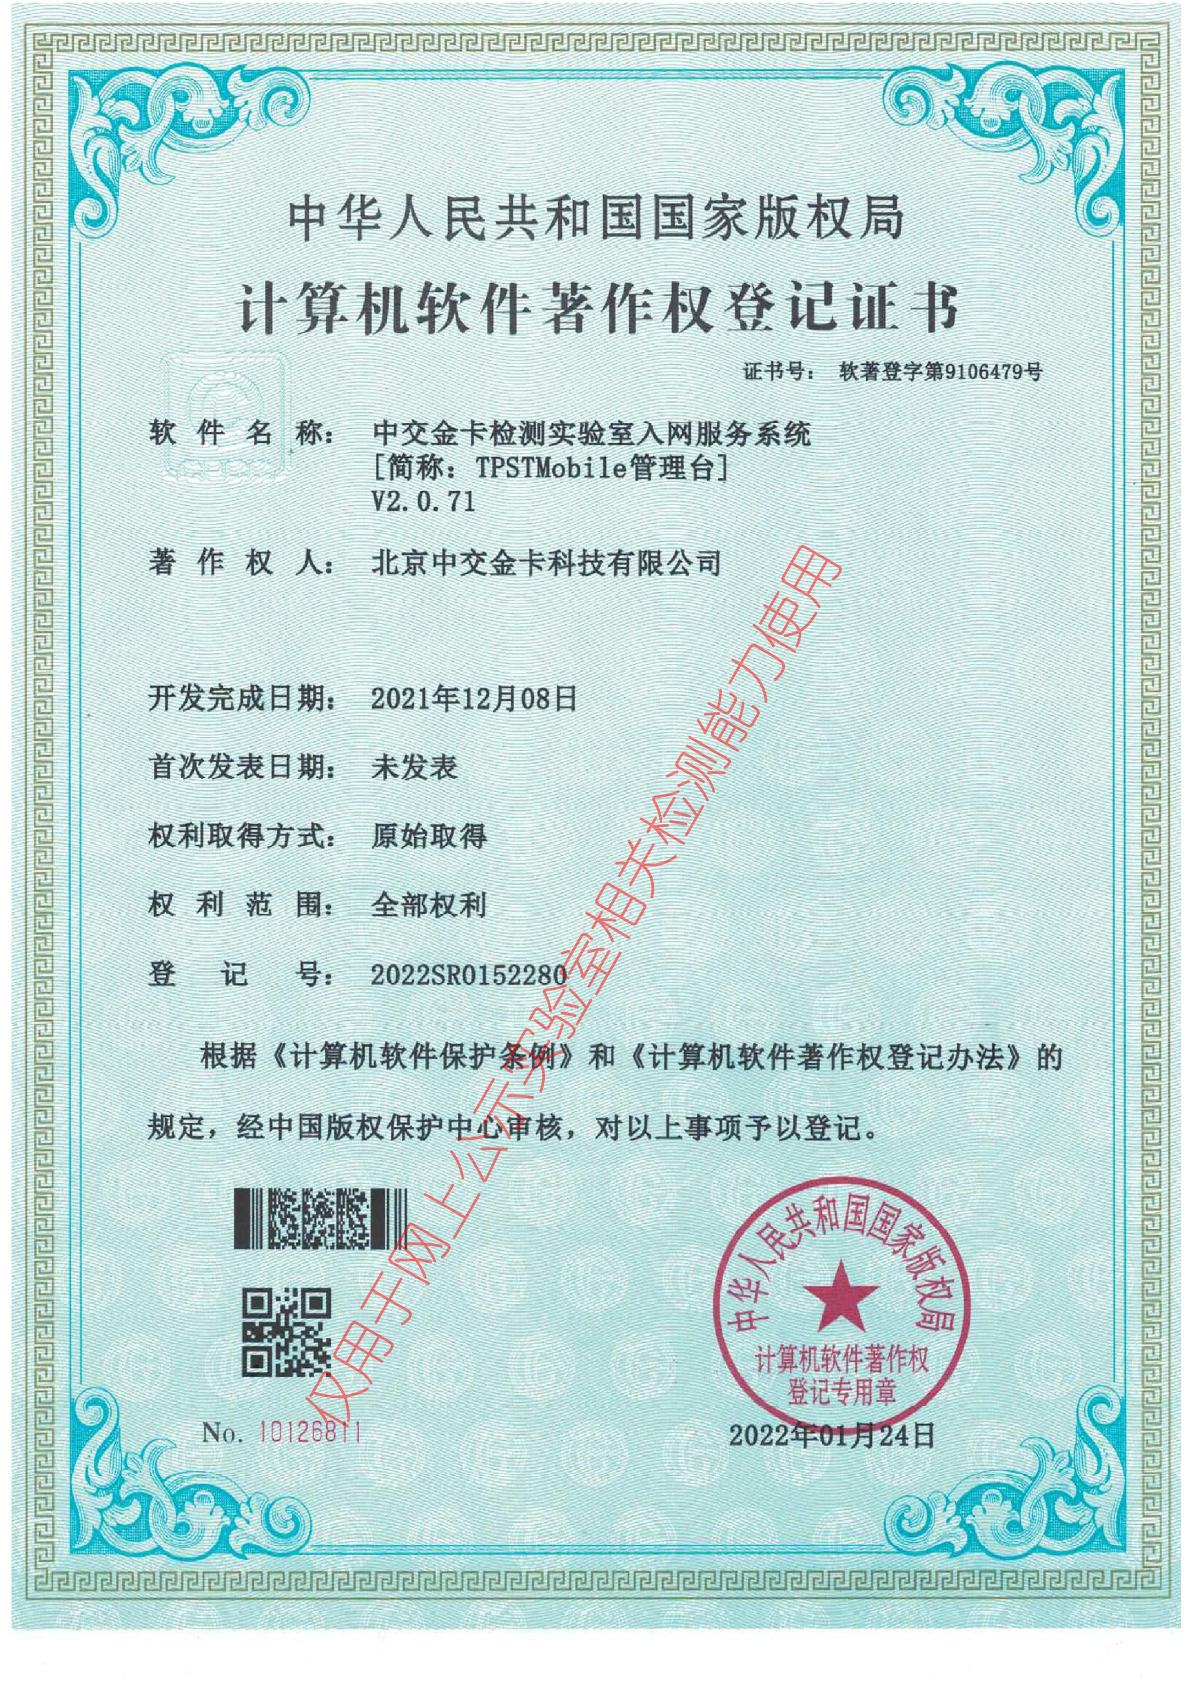 中华人民共和国国家版权局
计算机软件著作权登记证书
证书号： 软著登字第9106479号
软件名称： 中交金卡检测实验室入网服务系统
[简称：TPSTMobile管理台]
V2.0.71
著作权人： 北京中交金卡科技有限公司
开发完成日期： 2021年12月08日
首次发表日期： 未发表
权利取得方式： 原始取得
权利范围： 全部权利
登记号： 2022SR0152280
根据《计算机软件保护条例》和《计算机软件著作权登记办法》的
规定，经中国版权保护中心审核，对以上事项予以登记。
仅用于网上公示实验室相关检测能力使用
中华人民共和国国家版权局
计算机软件著作权
登记专用章
No. 10126811
2022年01月24日